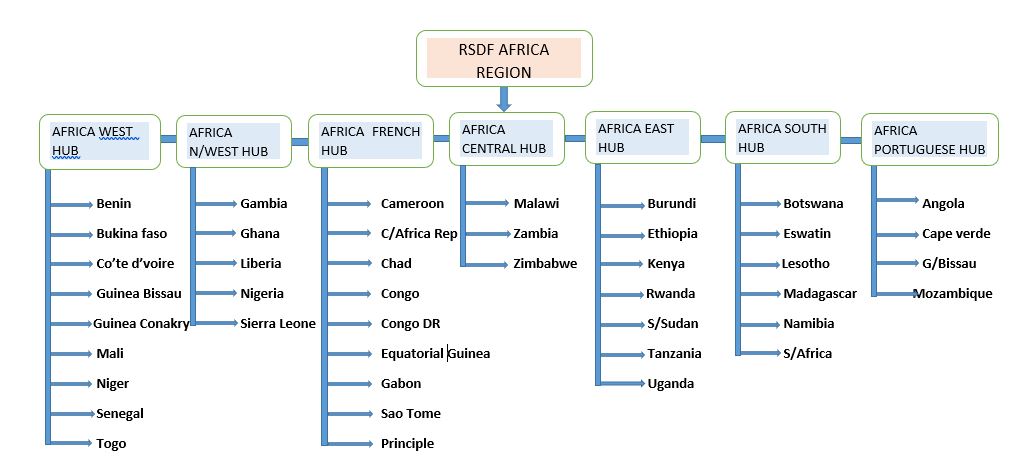 RSDF AFRICA
REGION
AFRICA WEST
HUB
Benin
Bukina faso
Co'te d'voire
Guinea Bissau
Guinea Conakry
Mali
Niger
Senegal
Togo
AFRICA
N/WEST HUB
Gambia
Ghana
Liberia
Nigeria
Sierra Leone
AFRICA FRENCH
HUB
Cameroon
C/Africa Rep
Chad
Congo
Congo DR
Equatorial Guinea
Gabon
Sao Tome
Principle
AFRICA
CENTRAL HUB
Malawi
Zambia
Zimbabwe
AFRICA EAST
HUB
Burundi
Ethiopia
Kenya
Rwanda
S/Sudan
Tanzania
Uganda
AFRICA SOUTH
HUB
Botswana
Eswatin
Lesotho
Madagascar
Namibia
S/Africa
AFRICA
PORTUGUESE HUB
Angola
Cape verde
G/Bissau
Mozambique